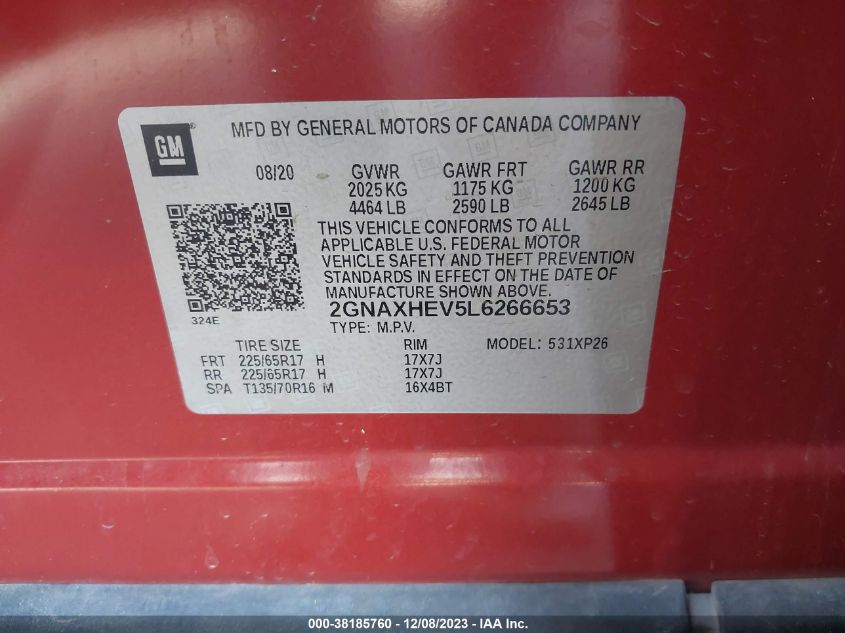 GM
MFD BY GENERAL MOTORS OF CANADA COMPANY
08/20 GVWR GAWR FRT GAWR RR
2025 KG 1175 KG 1200 KG
4464 LB 2590 LB 2645 LB
THIS VEHICLE CONFORMS TO ALL
APPLICABLE U.S. FEDERAL MOTOR
VEHICLE SAFETY AND THEFT PREVENTION
STANDARDS IN EFFECT ON THE DATE OF
MANUFACTURE SHOWN ABOVE.
324E
2GNAXHEV5L6266653
TYPE: M.P.V.
TIRE SIZE RIM MODEL: 531XP26
FRT 225/65R17 H 17X7J
RR 225/65R17 H 17X7J
SPA T135/70R16 M 16X4BT
000-38185760 - 12/08/2023 - IAA Inc.